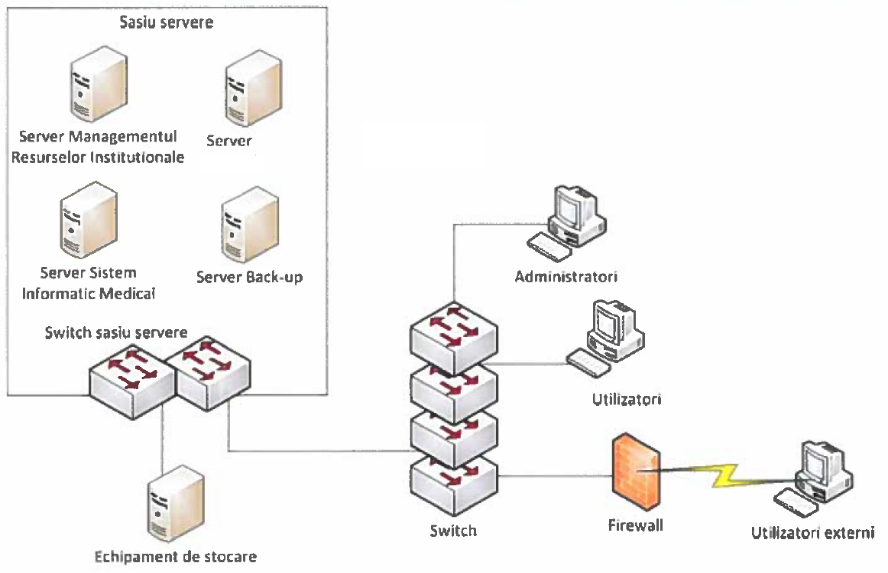 Sasiu servere
Server Managementul
Resurselor Institutionale
Server
Server Sistem
Informatic Medical
Server Back-up
Switch sasiu servere
Administratori
Utilizatori
Echipament de stocare
Switch
Firewall
Utilizatori externi